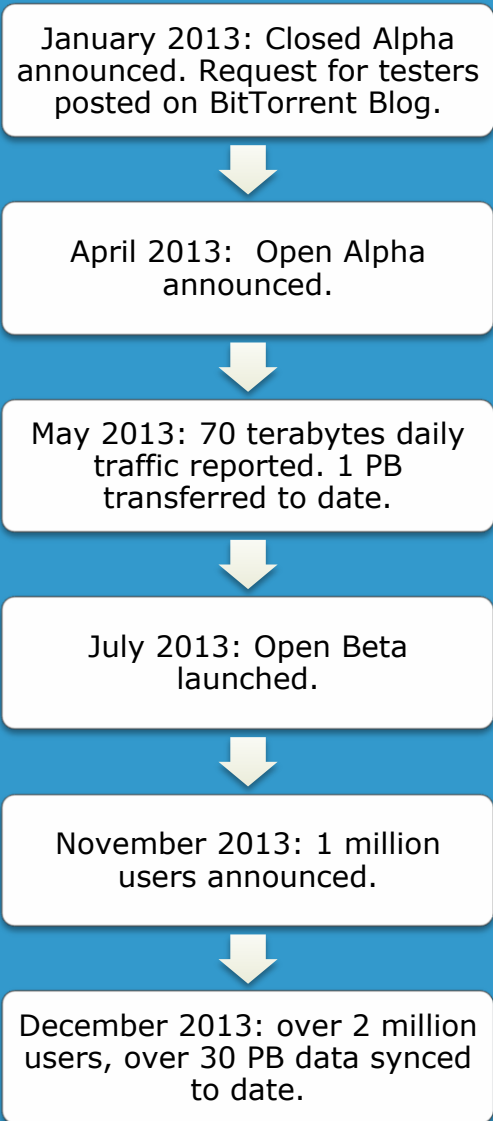 January 2013: Closed Alpha
announced. Request for testers
posted on BitTorrent Blog.
April 2013:  Open Alpha
announced.
May 2013: 70 terabytes daily
traffic reported. 1 PB
transferred to date.
July 2013: Open Beta
launched.
November 2013: 1 million
users announced.
December 2013: over 2 million
users, over 30 PB data synced
to date.